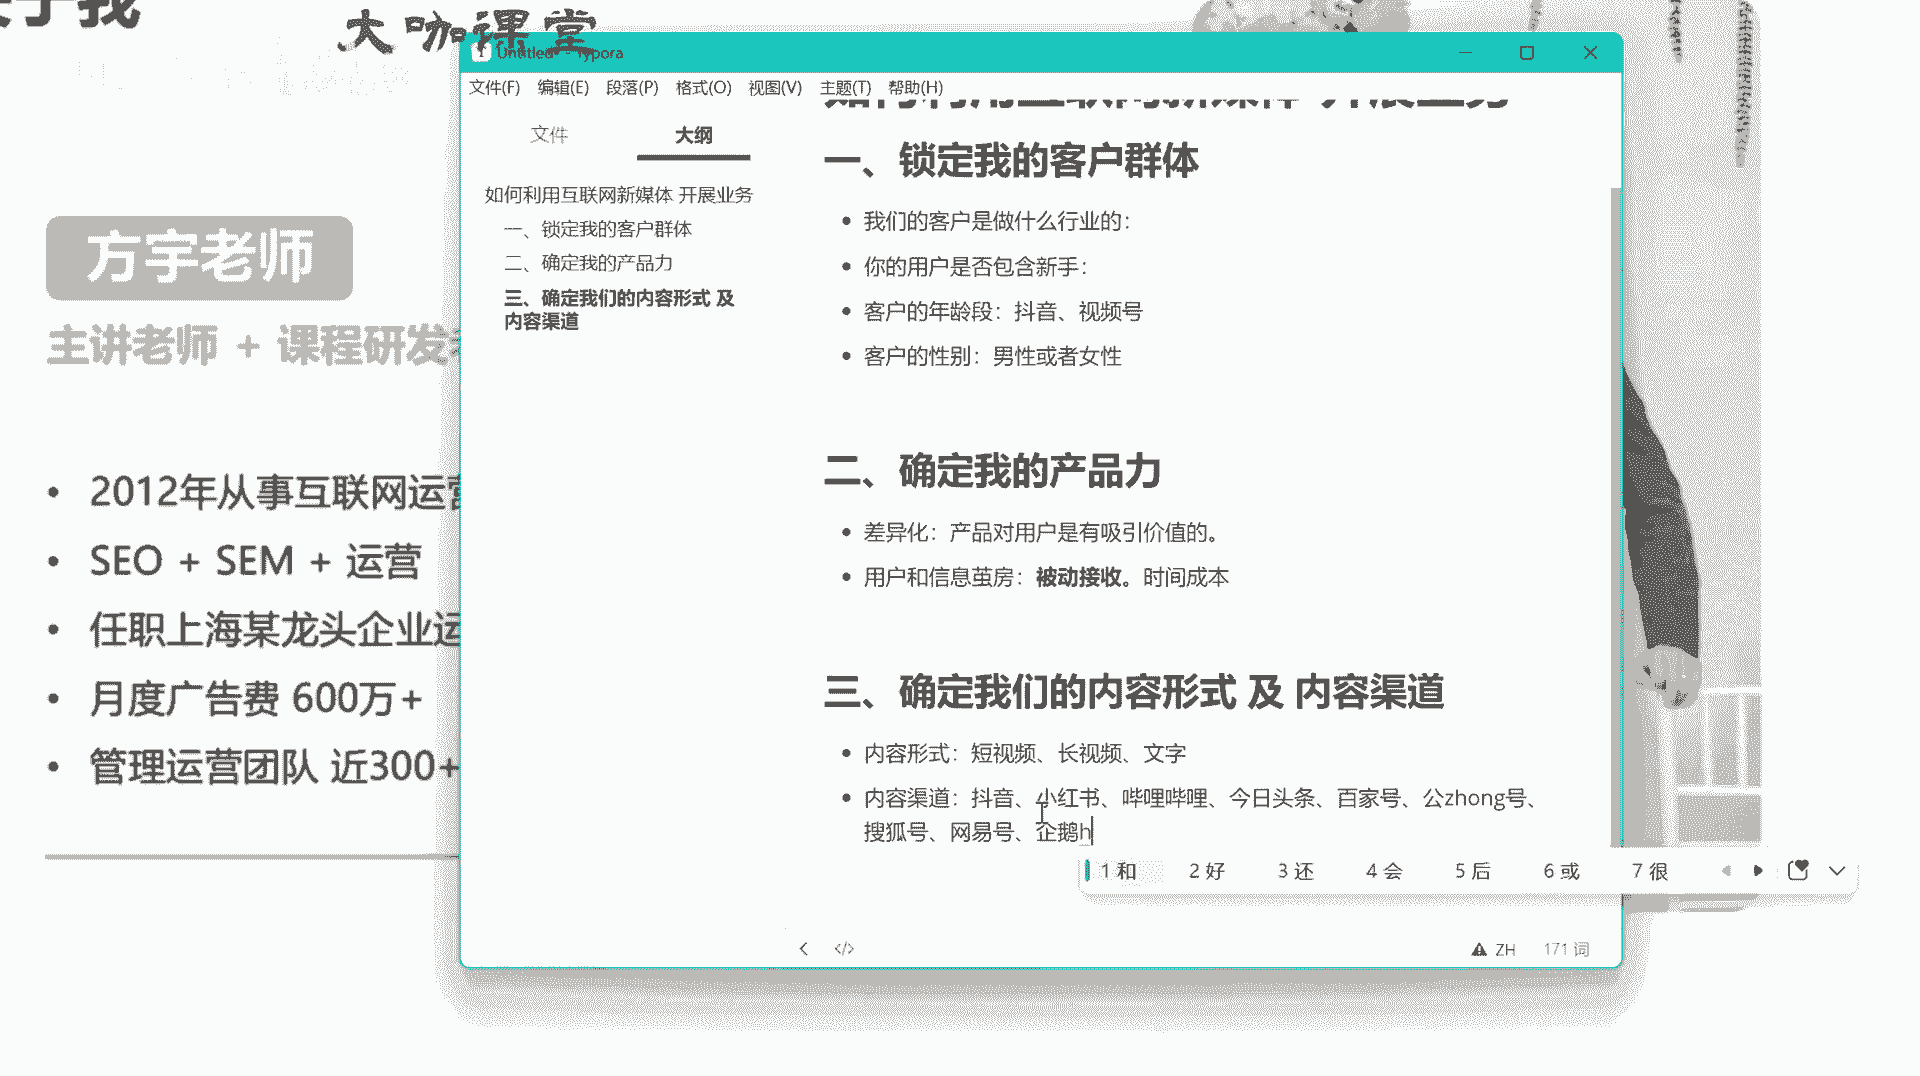 大咖课堂
方宇老师
主讲老师 + 课程研发
• 2012年从事互联网运营
• SEO + SEM + 运营
• 任职上海某龙头企业运
• 月度广告费 600万+
• 管理运营团队 近300+
Untitled - Typora
文件(F) 编辑(E) 段落(P) 格式(O) 视图(V) 主题(T) 帮助(H)
文件 大纲
如何利用互联网新媒体 开展业务
一、锁定我的客户群体
二、确定我的产品力
三、确定我们的内容形式 及
内容渠道
如何利用互联网新媒体 开展业务
一、锁定我的客户群体
• 我们的客户是做什么行业的：
• 你的用户是否包含新手：
• 客户的年龄段：抖音、视频号
• 客户的性别：男性或者女性
二、确定我的产品力
• 差异化：产品对用户是有吸引价值的。
• 用户和信息茧房：被动接收。时间成本
三、确定我们的内容形式 及 内容渠道
• 内容形式：短视频、长视频、文字
• 内容渠道：抖音、小红书、哔哩哔哩、今日头条、百家号、公zhong号、
搜狐号、网易号、企鹅h
1 和 2 好 3 还 4 会 5 后 6 或 7 很
ZH 171 词